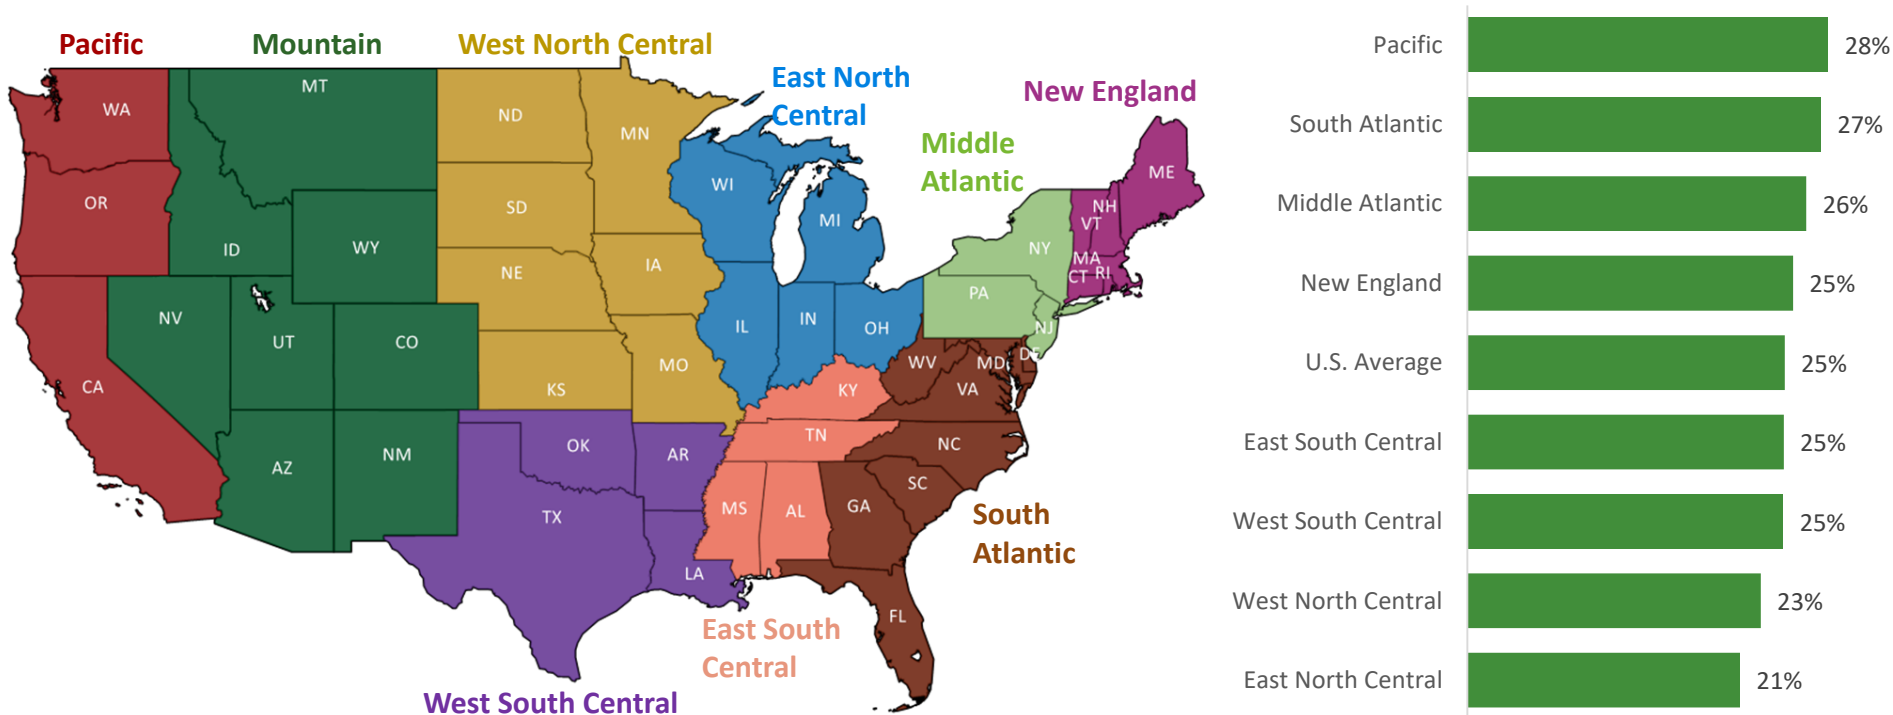 Pacific
Mountain
West North Central
East North
Central
New England
Middle
Atlantic
South
Atlantic
East South
Central
West South Central
WA
MT
ND
MN
OR
ID
WY
SD
WI
MI
ME
NH
VT
NY
MA
CT RI
NV
UT
CO
NE
IA
PA
NJ
IL
IN
OH
CA
KS
MO
WV
MD
DE
VA
KY
AZ
NM
OK
AR
TN
NC
TX
LA
MS
AL
GA
SC
FL
Pacific 28%
South Atlantic 27%
Middle Atlantic 26%
New England 25%
U.S. Average 25%
East South Central 25%
West South Central 25%
West North Central 23%
East North Central 21%